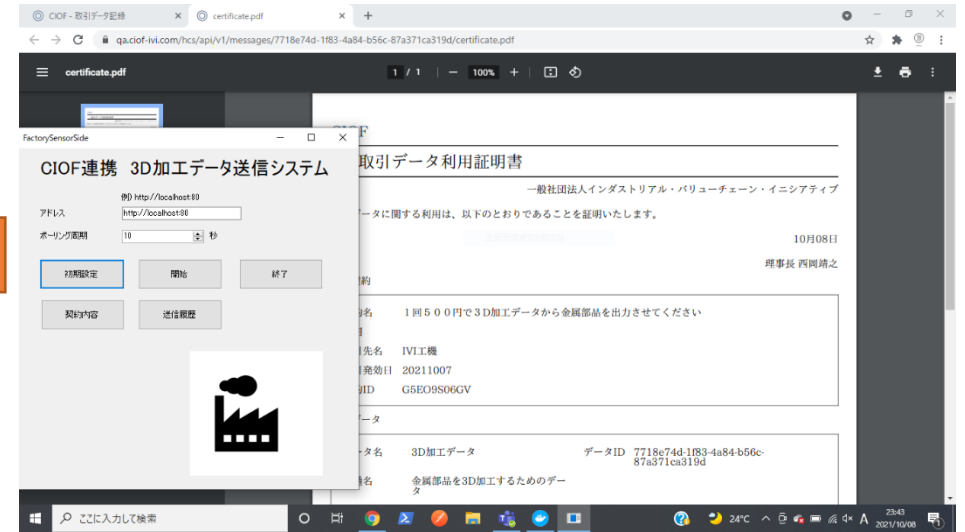 CIOF - 取引データ記録
certificate.pdf
qa.ciof-ivi.com/hcs/api/v1/messages/7718e74d-1f83-4a84-b56c-87a371ca319d/certificate.pdf
certificate.pdf
1 / 1
100%
FactorySensorSide
CIOF連携 3D加工データ送信システム
例) http://localhost:80
アドレス
http://localhost:80
ポーリング周期
10
秒
初期設定
開始
終了
契約内容
送信履歴
取引データ利用証明書
一般社団法人インダストリアル・バリューチェーン・イニシアティブ
ータに関する利用は、以下のとおりであることを証明いたします。
10月08日
理事長 西岡靖之
約
名 1回500円で3D加工データから金属部品を出力させてください
先名 IVI工機
発効日 20211007
ID G5EO9S06GV
ータ
タ名 3D加工データ
データID 7718e74d-1f83-4a84-b56c-
87a371ca319d
名 金属部品を3D加工するためのデー
タ
ここに入力して検索
24°C
A
23:43
2021/10/08